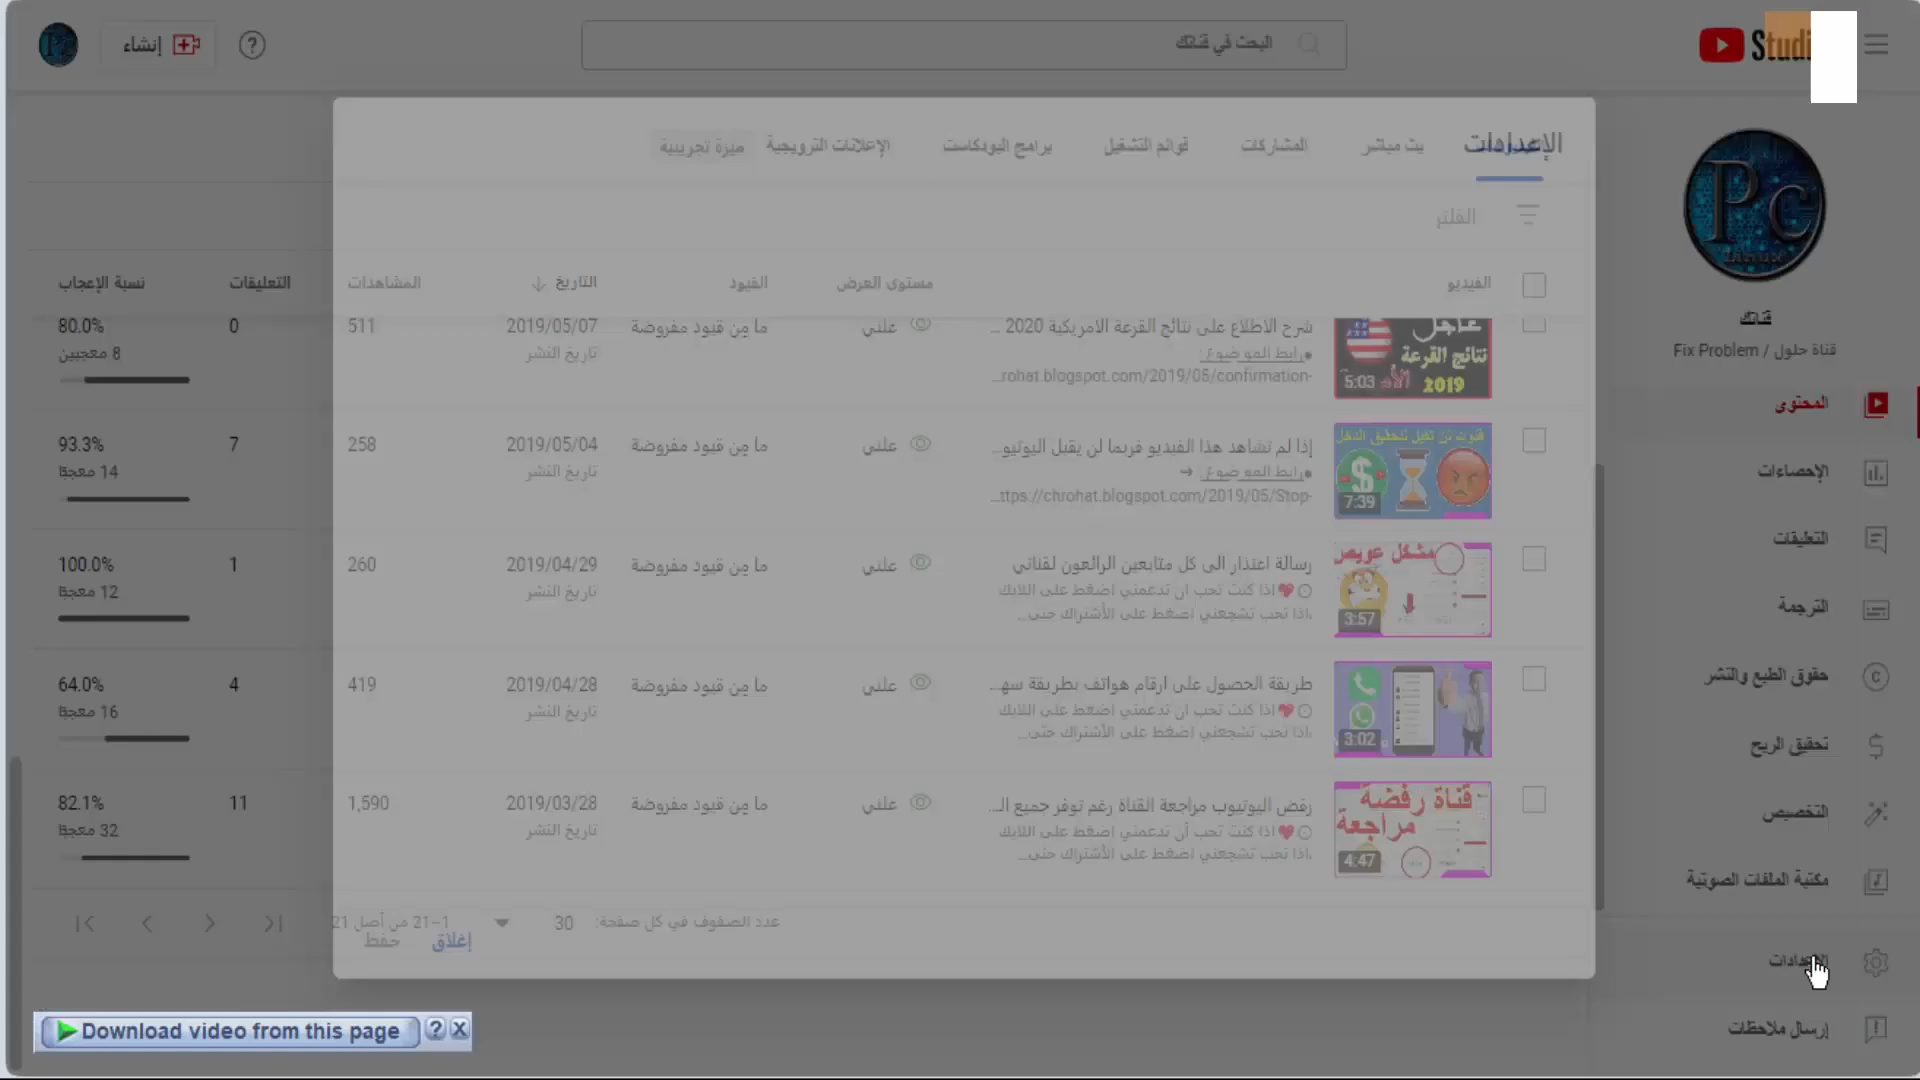 إنشاء
البحث في قناتك
Studi
الإعدادات
بث مباشر
المشاركات
قوائم التشغيل
برامج البودكاست
الإعلانات الترويجية
ميزة تجريبية
الفلتر
الفيديو
مستوى العرض
القيود
التاريخ
المشاهدات
التعليقات
نسبة الإعجاب
شرح الاطلاع على نتائج القرعة الامريكية 2020 ...
رابط الموضوع:
...rohat.blogspot.com/2019/05/confirmation-
عاجل
نتائج القرعة
2019
5:03
علني
ما من قيود مفروضة
2019/05/07
تاريخ النشر
511
0
80.0%
8 معجبين
إذا لم تشاهد هذا الفيديو فربما لن يقبل اليوتيو...
رابط الموضوع: →
...ttps://chrohat.blogspot.com/2019/05/Stop-
7:39
علني
ما من قيود مفروضة
2019/05/04
تاريخ النشر
258
7
93.3%
14 معجبًا
رسالة اعتذار الى كل متابعين الرائعون لقناتي
اذا كنت تحب ان تدعمني اضغط على اللايك
اذا تحب تشجعني اضغط على الأشتراك حتى...
مشكل عويص
3:57
علني
ما من قيود مفروضة
2019/04/29
تاريخ النشر
260
1
100.0%
12 معجبًا
طريقة الحصول على ارقام هواتف بطريقة سه...
اذا كنت تحب ان تدعمني اضغط على اللايك
اذا تحب تشجعني اضغط على الأشتراك حتى...
3:02
علني
ما من قيود مفروضة
2019/04/28
تاريخ النشر
419
4
64.0%
16 معجبًا
رفض اليوتيوب مراجعة القناة رغم توفر جميع ال...
اذا كنت تحب أن تدعمني اضغط على اللايك
اذا تحب تشجعني اضغط على الأشتراك حتى...
قناة رفضة
مراجعة
4:47
علني
ما من قيود مفروضة
2019/03/28
تاريخ النشر
1,590
11
82.1%
32 معجبًا
عدد الصفوف في كل صفحة:
30
1–21 من أصل 21
إغلاق
حفظ
Pc
قناتك
قناة حلول / Fix Problem
المحتوى
الإحصاءات
التعليقات
الترجمة
حقوق الطبع والنشر
تحقيق الربح
التخصيص
مكتبة الملفات الصوتية
الإعدادات
إرسال ملاحظات
Download video from this page